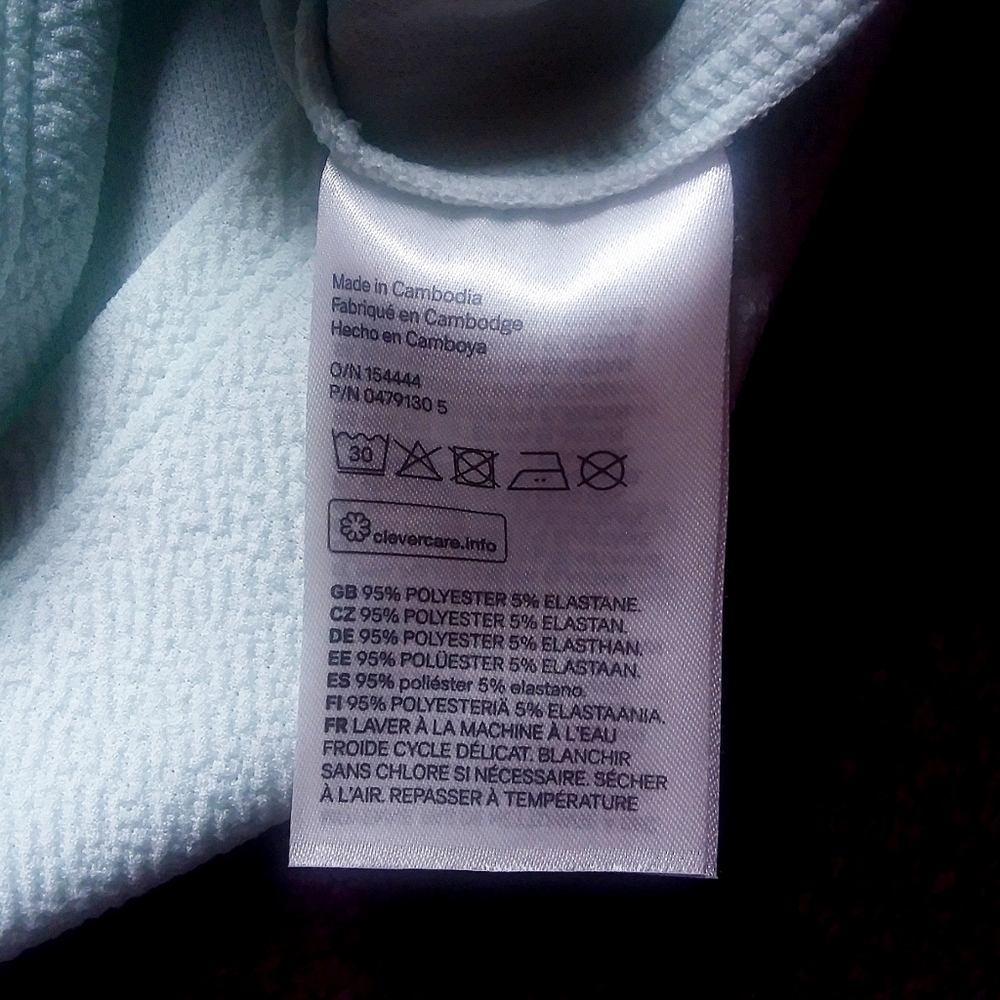 Made in Cambodia
Fabriqué en Cambodge
Hecho en Camboya
O/N 154444
P/N 0479130 5
30
clevercare.info
GB 95% POLYESTER 5% ELASTANE.
CZ 95% POLYESTER 5% ELASTAN.
DE 95% POLYESTER 5% ELASTHAN.
EE 95% POLÜESTER 5% ELASTAAN.
ES 95% poliéster 5% elastano
FI 95% POLYESTERIÄ 5% ELASTAANIA.
FR LAVER À LA MACHINE À L'EAU
FROIDE CYCLE DÉLICAT. BLANCHIR
SANS CHLORE SI NÉCESSAIRE. SÉCHER
À L'AIR. REPASSER À TEMPÉRATURE